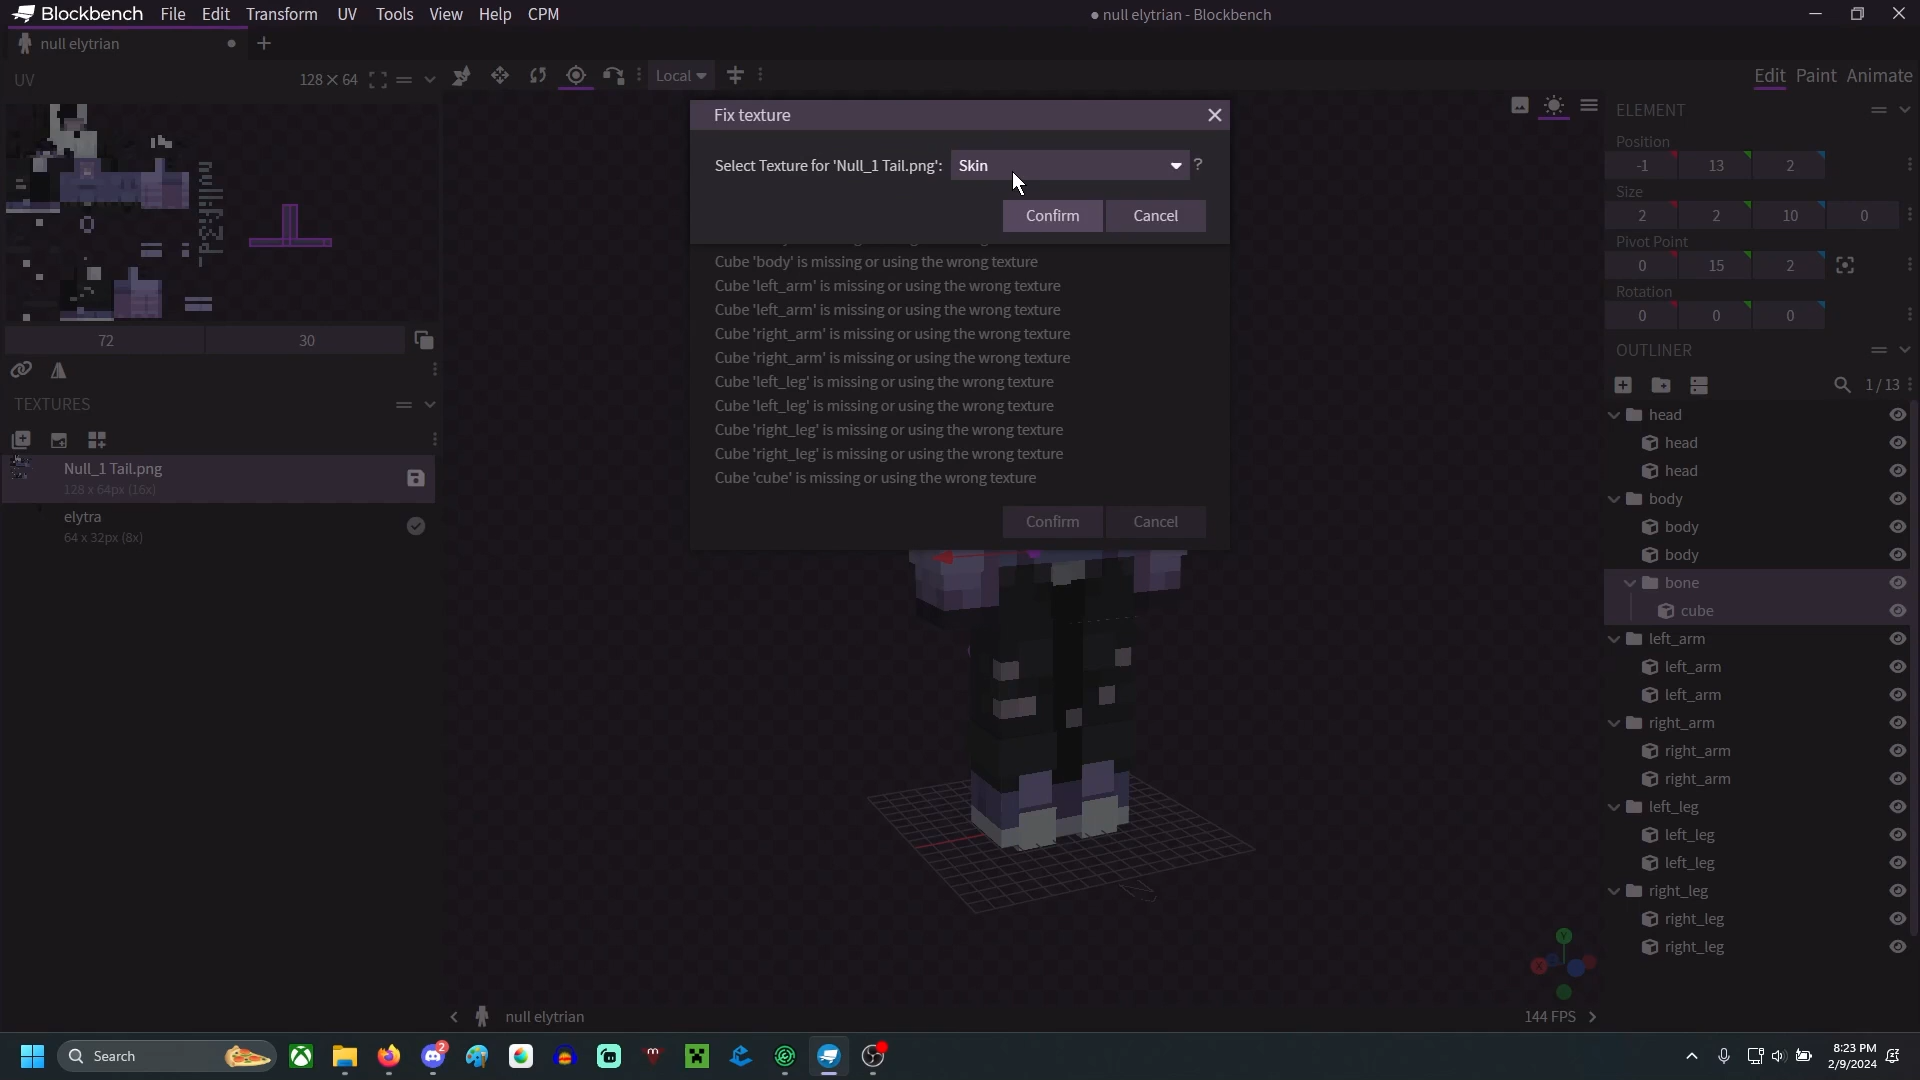 Blockbench File Edit Transform UV Tools View Help CPM
● null elytrian - Blockbench
null elytrian
UV 128 × 64
Local
Edit Paint Animate
72 30
TEXTURES
Null_1 Tail.png
128 x 64px (16x)
elytra
64 x 32px (8x)
Fix texture
Select Texture for 'Null_1 Tail.png': Skin ?
Confirm Cancel
Cube 'body' is missing or using the wrong texture
Cube 'left_arm' is missing or using the wrong texture
Cube 'left_arm' is missing or using the wrong texture
Cube 'right_arm' is missing or using the wrong texture
Cube 'right_arm' is missing or using the wrong texture
Cube 'left_leg' is missing or using the wrong texture
Cube 'left_leg' is missing or using the wrong texture
Cube 'right_leg' is missing or using the wrong texture
Cube 'right_leg' is missing or using the wrong texture
Cube 'cube' is missing or using the wrong texture
Confirm Cancel
ELEMENT
Position
-1 13 2
Size
2 2 10 0
Pivot Point
0 15 2
Rotation
0 0 0
OUTLINER
1 / 13
head
head
head
body
body
body
bone
cube
left_arm
left_arm
left_arm
right_arm
right_arm
right_arm
left_leg
left_leg
left_leg
right_leg
right_leg
right_leg
Y
X
null elytrian
144 FPS
Search
2
8:23 PM
2/9/2024